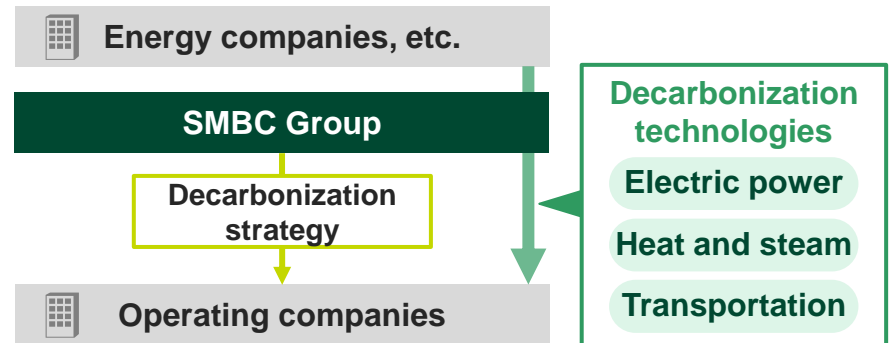 Energy companies, etc.
SMBC Group
Decarbonization
strategy
Operating companies
Decarbonization
technologies
Electric power
Heat and steam
Transportation